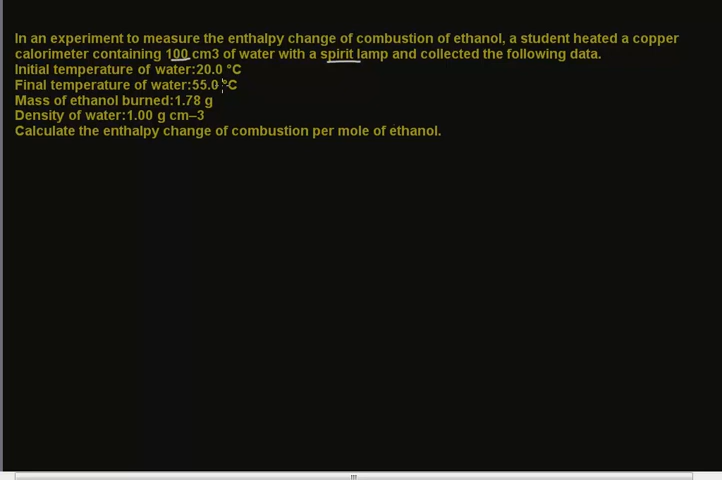 In an experiment to measure the enthalpy change of combustion of ethanol, a student heated a copper
calorimeter containing 100 cm3 of water with a spirit lamp and collected the following data.
Initial temperature of water:20.0 °C
Final temperature of water:55.0 °C
Mass of ethanol burned:1.78 g
Density of water:1.00 g cm–3
Calculate the enthalpy change of combustion per mole of ethanol.